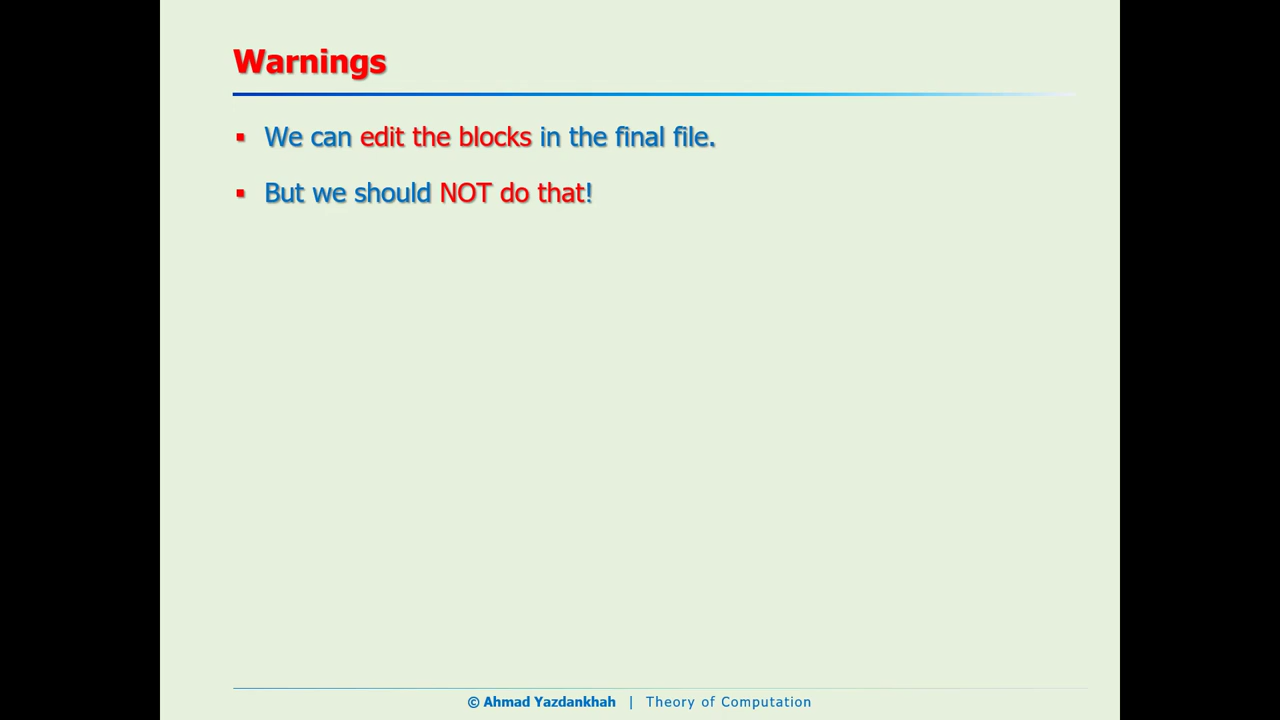 Warnings
▪ We can edit the blocks in the final file.
▪ But we should NOT do that!
© Ahmad Yazdankhah | Theory of Computation